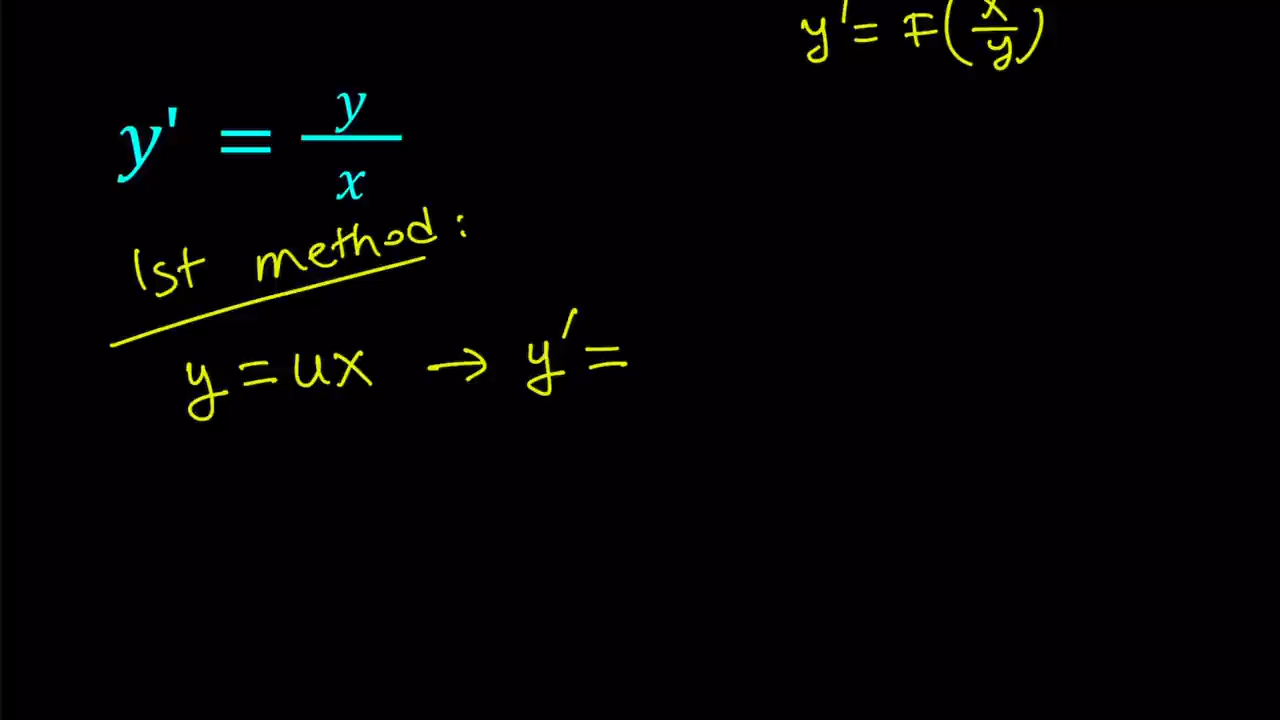 y' = F(x/y)
y' = y/x
1st method:
y = ux → y' =